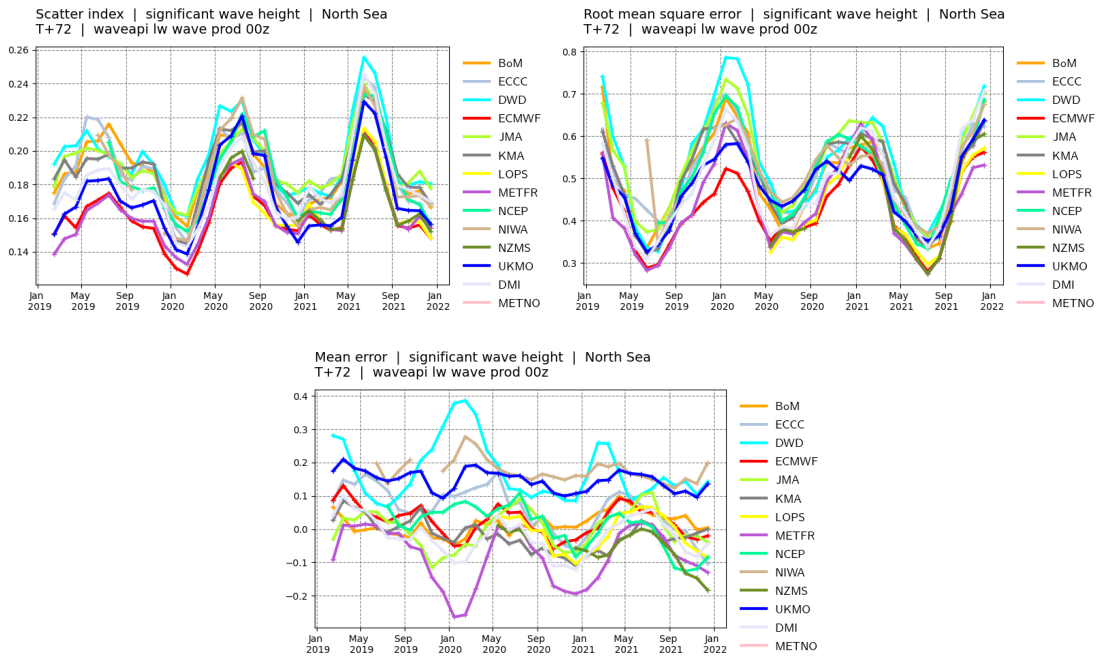 Scatter index | significant wave height | North Sea
T+72 | waveapi lw wave prod 00z
0.26
0.24
0.22
0.20
0.18
0.16
0.14
Jan May Sep Jan May Sep Jan May Sep Jan
2019 2019 2019 2020 2020 2020 2021 2021 2021 2022
BoM
ECCC
DWD
ECMWF
JMA
KMA
LOPS
METFR
NCEP
NIWA
NZMS
UKMO
DMI
METNO
Root mean square error | significant wave height | North Sea
T+72 | waveapi lw wave prod 00z
0.8
0.7
0.6
0.5
0.4
0.3
Jan May Sep Jan May Sep Jan May Sep Jan
2019 2019 2019 2020 2020 2020 2021 2021 2021 2022
BoM
ECCC
DWD
ECMWF
JMA
KMA
LOPS
METFR
NCEP
NIWA
NZMS
UKMO
DMI
METNO
Mean error | significant wave height | North Sea
T+72 | waveapi lw wave prod 00z
0.4
0.3
0.2
0.1
0.0
−0.1
−0.2
Jan May Sep Jan May Sep Jan May Sep Jan
2019 2019 2019 2020 2020 2020 2021 2021 2021 2022
BoM
ECCC
DWD
ECMWF
JMA
KMA
LOPS
METFR
NCEP
NIWA
NZMS
UKMO
DMI
METNO